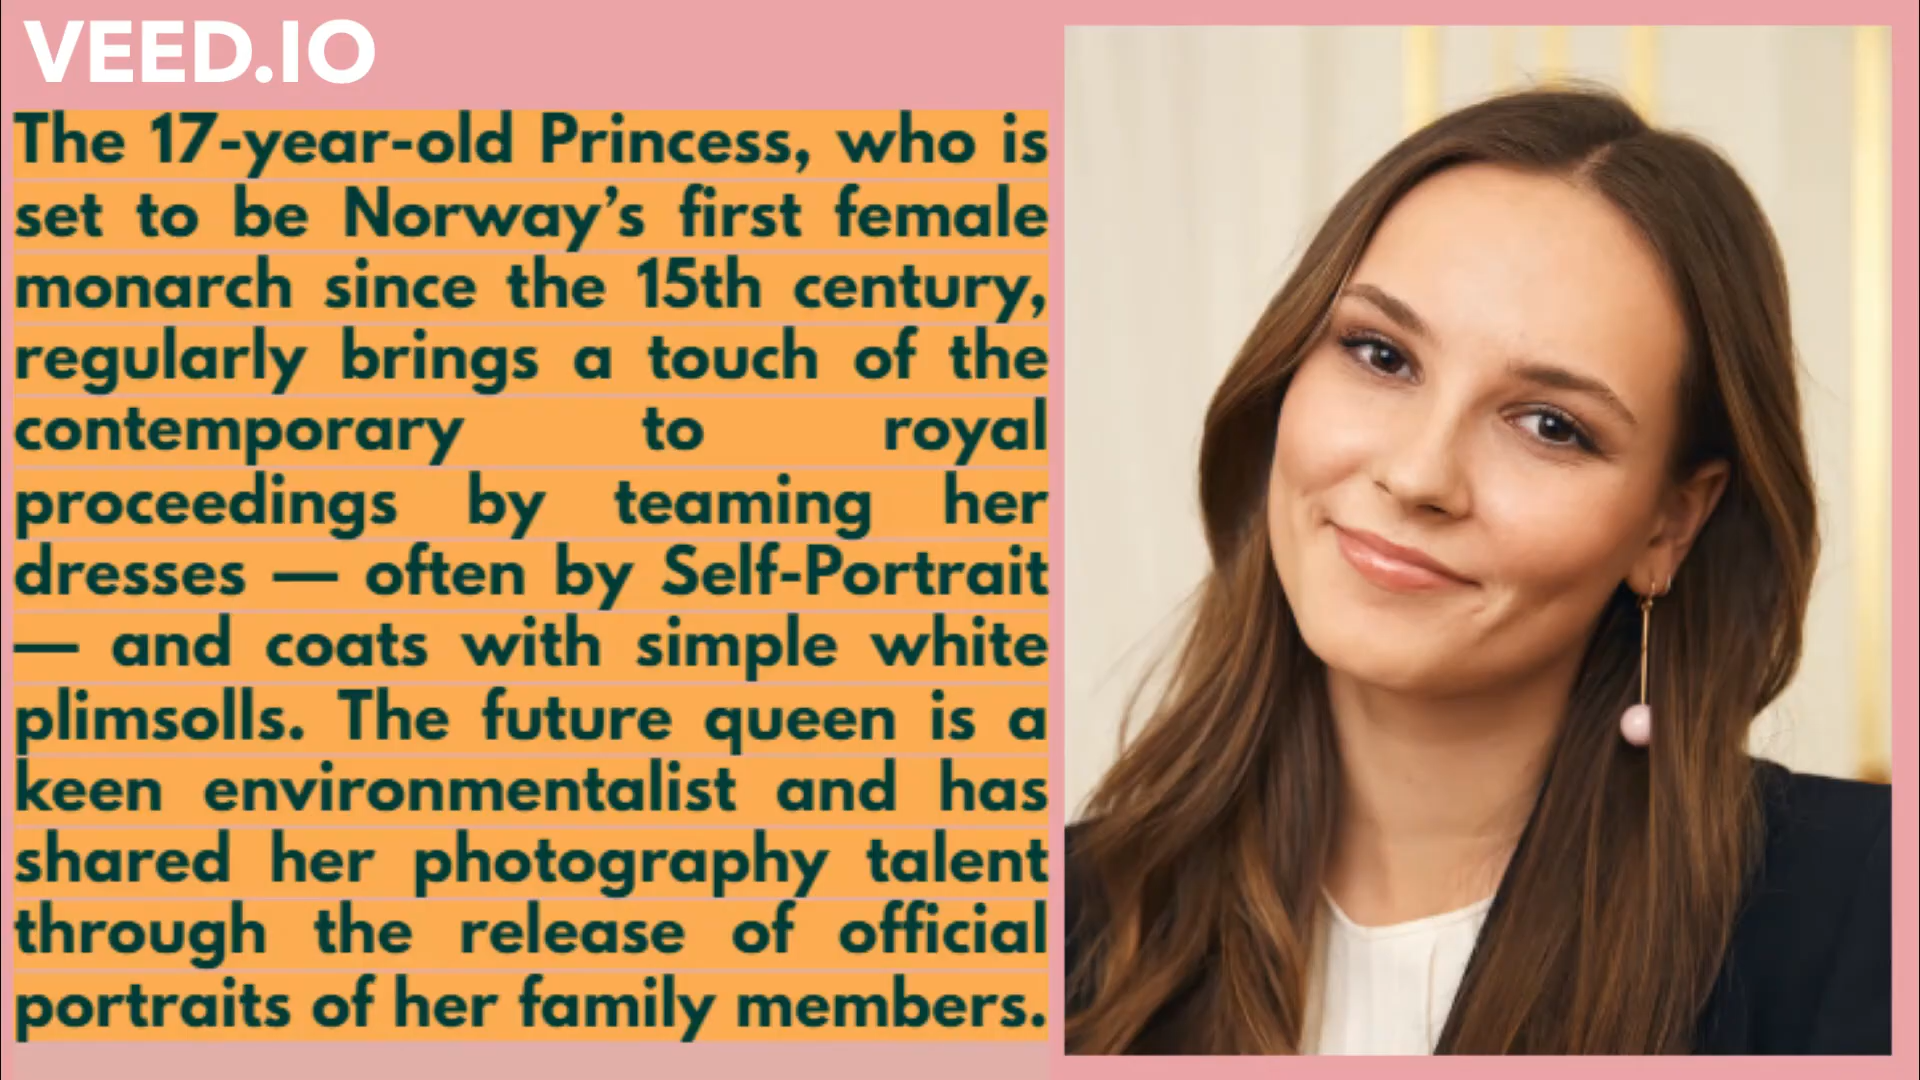 VEED.IO
The 17-year-old Princess, who is
set to be Norway’s first female
monarch since the 15th century,
regularly brings a touch of the
contemporary to royal
proceedings by teaming her
dresses — often by Self-Portrait
— and coats with simple white
plimsolls. The future queen is a
keen environmentalist and has
shared her photography talent
through the release of official
portraits of her family members.